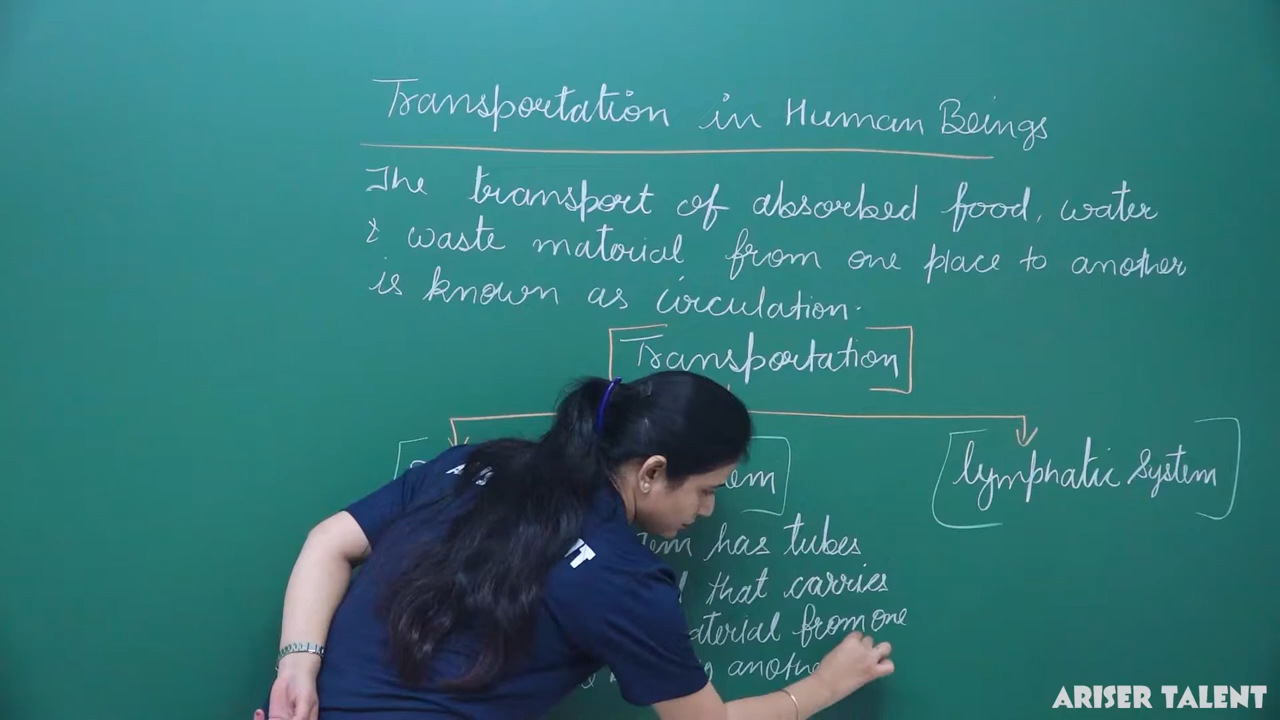 Transportation in Human Beings
The transport of absorbed food, water
& waste material from one place to another
is known as circulation.
Transportation
lymphatic System
has tubes
that carries
from one
ARISER TALENT